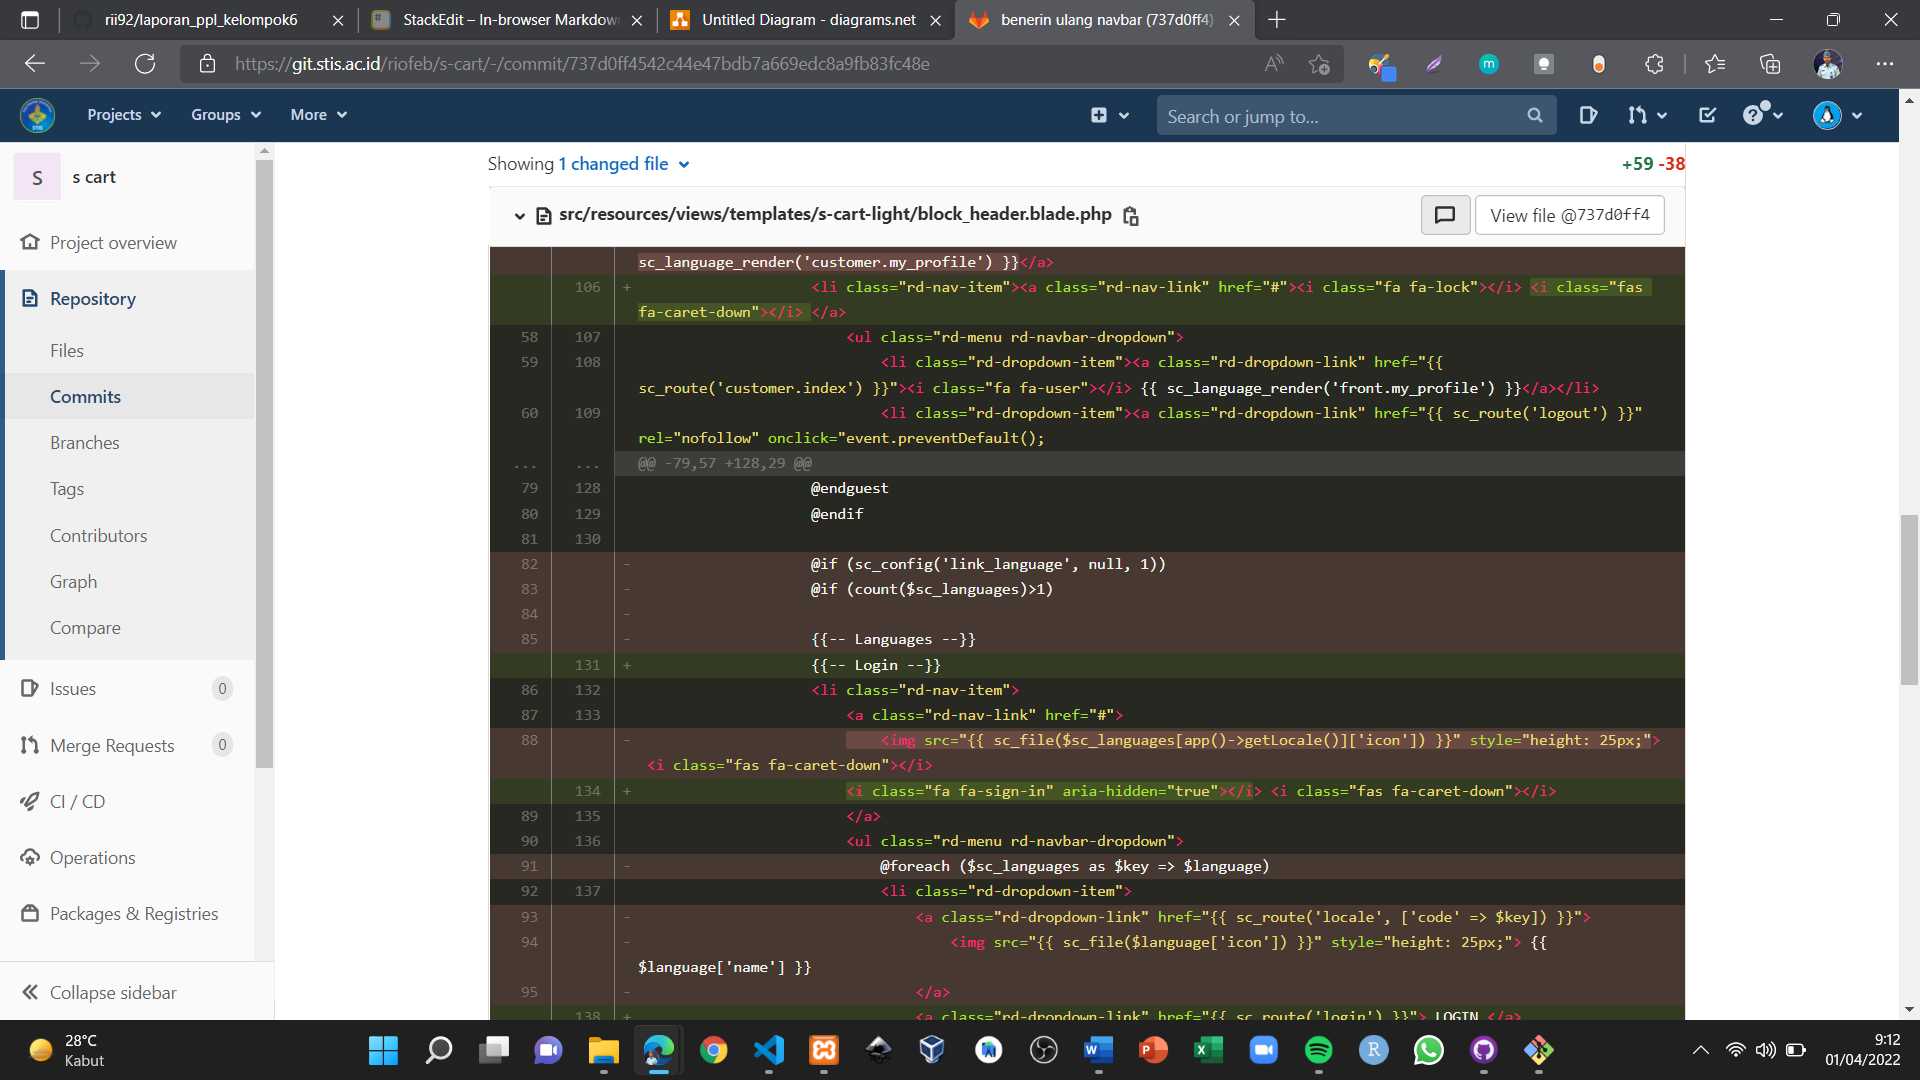 rii92/laporan_ppl_kelompok6
StackEdit – In-browser Markdow
Untitled Diagram - diagrams.net
benerin ulang navbar (737d0ff4)
https://git.stis.ac.id/riofeb/s-cart/-/commit/737d0ff4542c44e47bdb7a669edc8a9fb83fc48e
Projects
Groups
More
Search or jump to...
S
s cart
Project overview
Repository
Files
Commits
Branches
Tags
Contributors
Graph
Compare
Issues 0
Merge Requests 0
CI / CD
Operations
Packages & Registries
Collapse sidebar
Showing 1 changed file
+59 -38
src/resources/views/templates/s-cart-light/block_header.blade.php
View file @737d0ff4
sc_language_render('customer.my_profile') }}</a>
106 + <li class="rd-nav-item"><a class="rd-nav-link" href="#"><i class="fa fa-lock"></i> <i class="fas
fa-caret-down"></i> </a>
58 107 <ul class="rd-menu rd-navbar-dropdown">
59 108 <li class="rd-dropdown-item"><a class="rd-dropdown-link" href="{{
sc_route('customer.index') }}"><i class="fa fa-user"></i> {{ sc_language_render('front.my_profile') }}</a></li>
60 109 <li class="rd-dropdown-item"><a class="rd-dropdown-link" href="{{ sc_route('logout') }}"
rel="nofollow" onclick="event.preventDefault();
... ... @@ -79,57 +128,29 @@
79 128 @endguest
80 129 @endif
81 130
82 - @if (sc_config('link_language', null, 1))
83 - @if (count($sc_languages)>1)
84 -
85 - {{-- Languages --}}
131 + {{-- Login --}}
86 132 <li class="rd-nav-item">
87 133 <a class="rd-nav-link" href="#">
88 - <img src="{{ sc_file($sc_languages[app()->getLocale()]['icon']) }}" style="height: 25px;">
<i class="fas fa-caret-down"></i>
134 + <i class="fa fa-sign-in" aria-hidden="true"></i> <i class="fas fa-caret-down"></i>
89 135 </a>
90 136 <ul class="rd-menu rd-navbar-dropdown">
91 - @foreach ($sc_languages as $key => $language)
92 137 <li class="rd-dropdown-item">
93 - <a class="rd-dropdown-link" href="{{ sc_route('locale', ['code' => $key]) }}">
94 - <img src="{{ sc_file($language['icon']) }}" style="height: 25px;"> {{
$language['name'] }}
95 - </a>
138 + <a class="rd-dropdown-link" href="{{ sc_route('login') }}"> LOGIN </a>
28°C
Kabut
9:12
01/04/2022